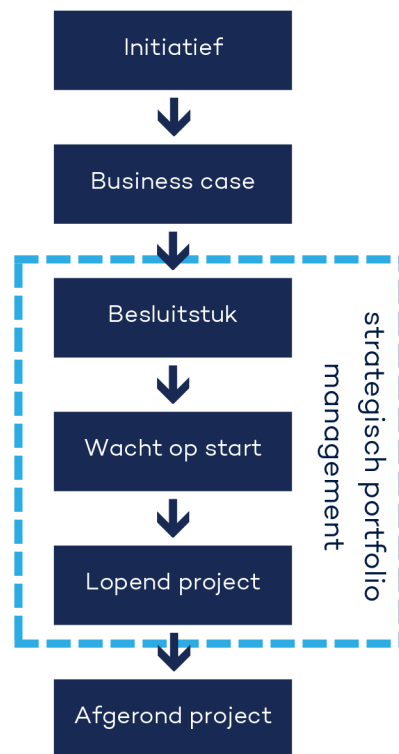 Initiatief
Business case
Besluitstuk
Wacht op start
Lopend project
strategisch portfolio
management
Afgerond project